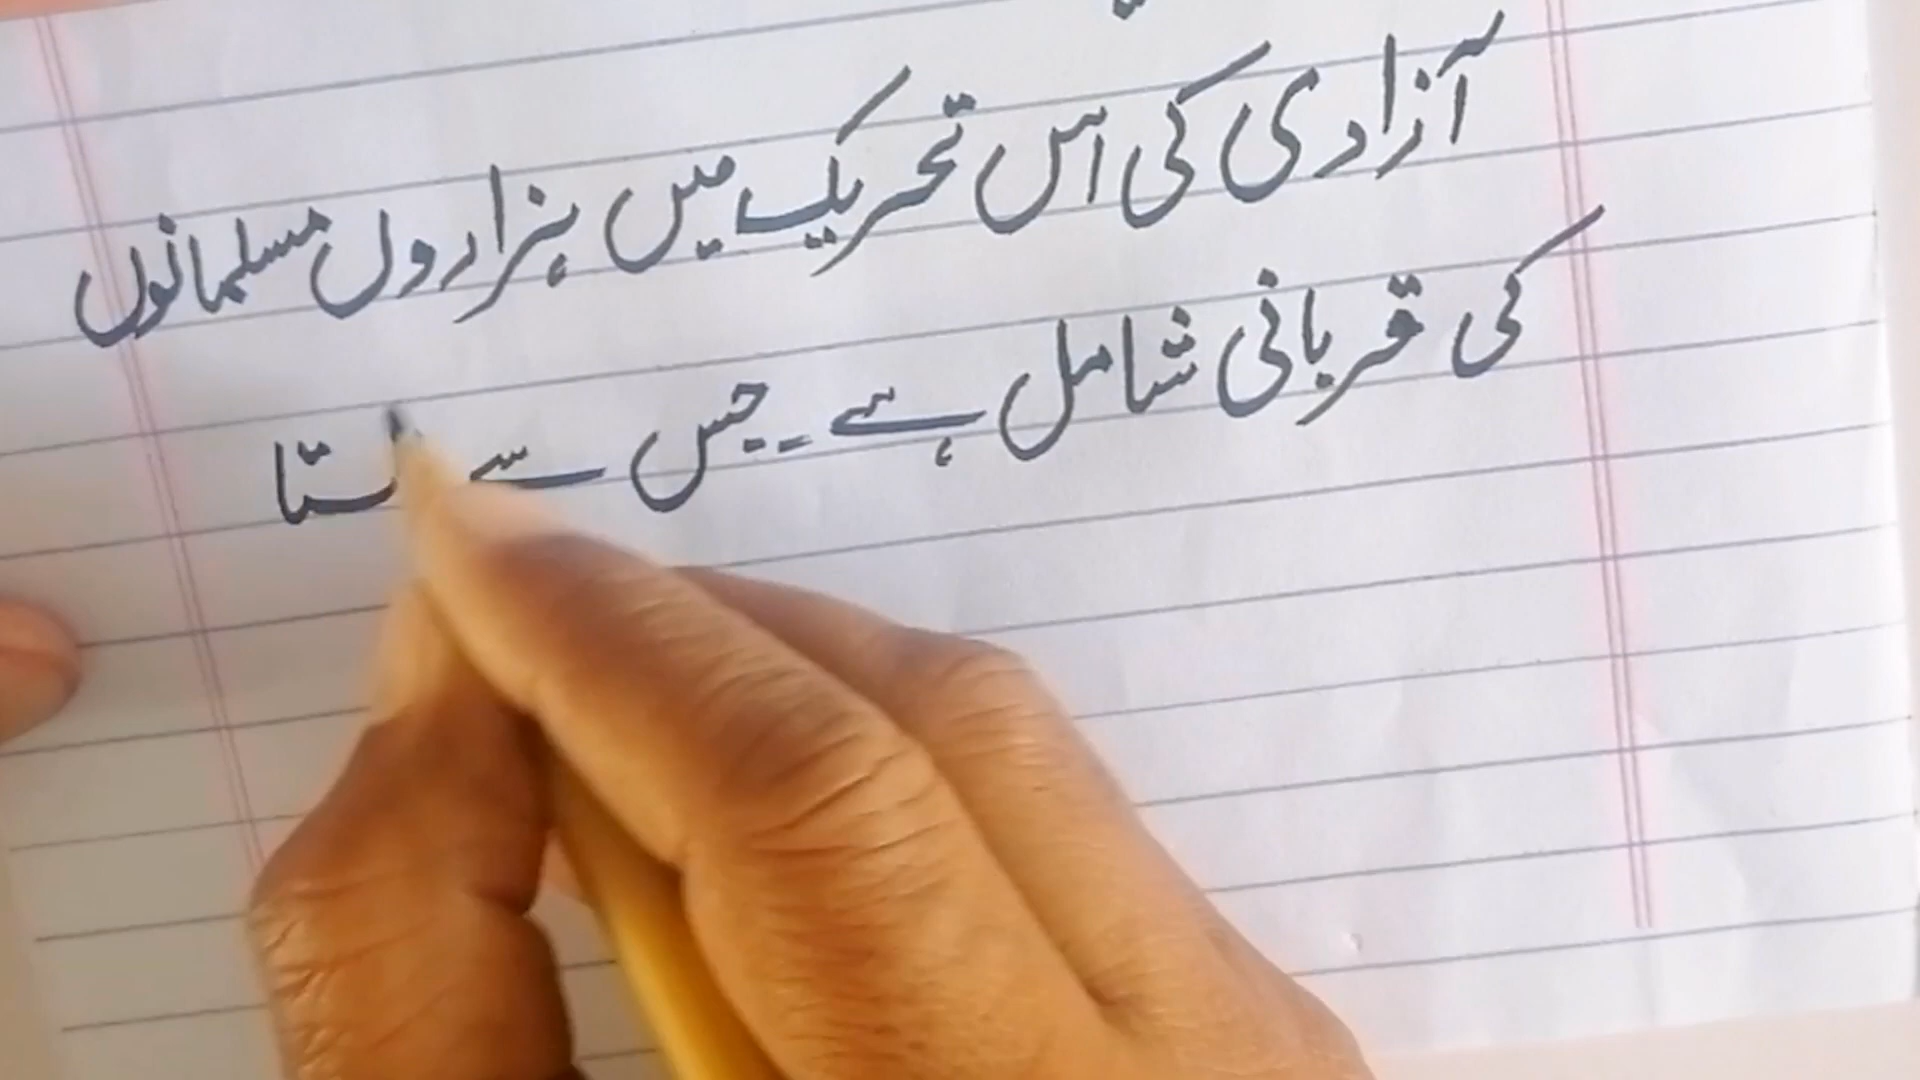 آزادی کی اس تحریک میں ہزاروں مسلمانوں
کی قربانی شامل ہے۔ جس سے